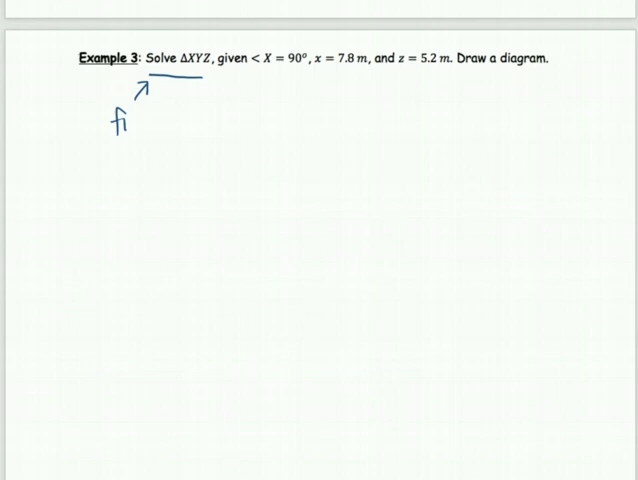 Example 3: Solve ΔXYZ, given < X = 90°, x = 7.8 m, and z = 5.2 m. Draw a diagram.
fi